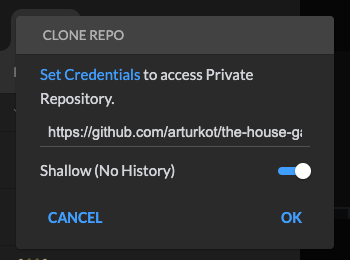 CLONE REPO
Set Credentials to access Private
Repository.
https://github.com/arturkot/the-house-ga
Shallow (No History)
CANCEL OK